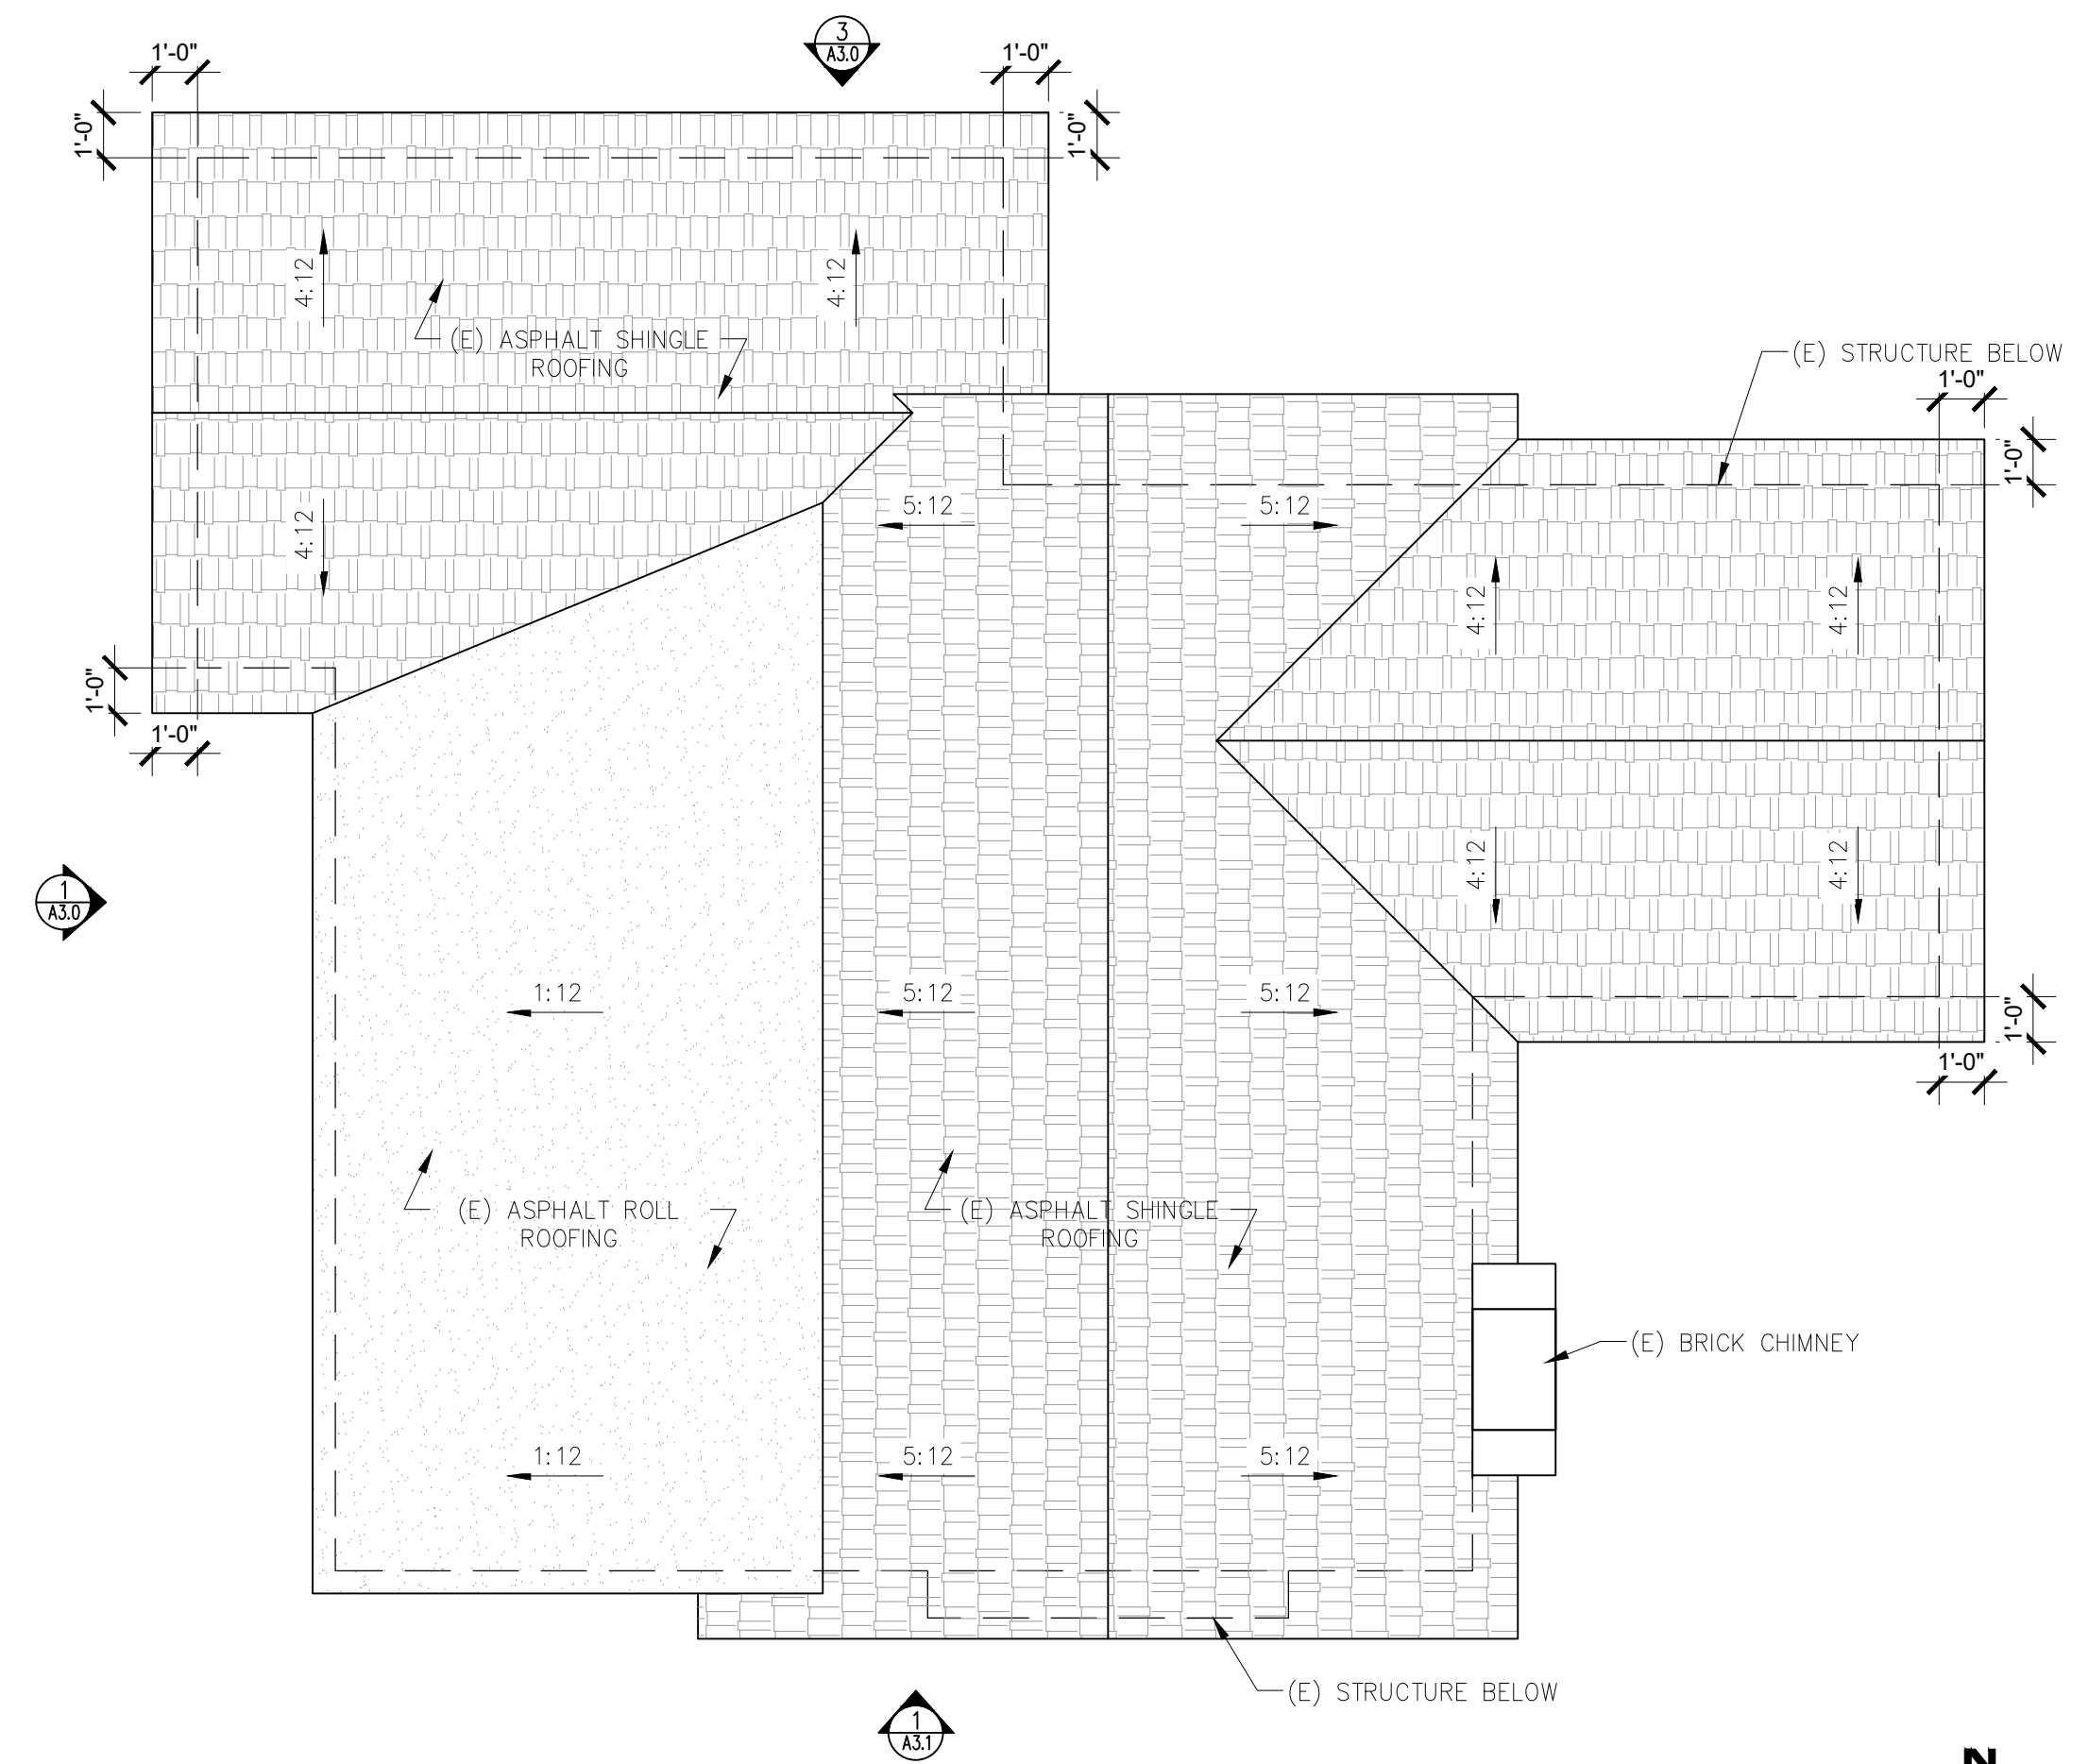 3
A3.0
1'-0"
1'-0"
1'-0"
1'-0"
4:12
4:12
(E) ASPHALT SHINGLE
ROOFING
(E) STRUCTURE BELOW
1'-0"
1'-0"
5:12
5:12
4:12
4:12
4:12
1'-0"
1'-0"
4:12
4:12
1
A3.0
1:12
5:12
5:12
1'-0"
1'-0"
(E) ASPHALT ROLL
ROOFING
(E) ASPHALT SHINGLE
ROOFING
(E) BRICK CHIMNEY
1:12
5:12
5:12
(E) STRUCTURE BELOW
1
A3.1
N